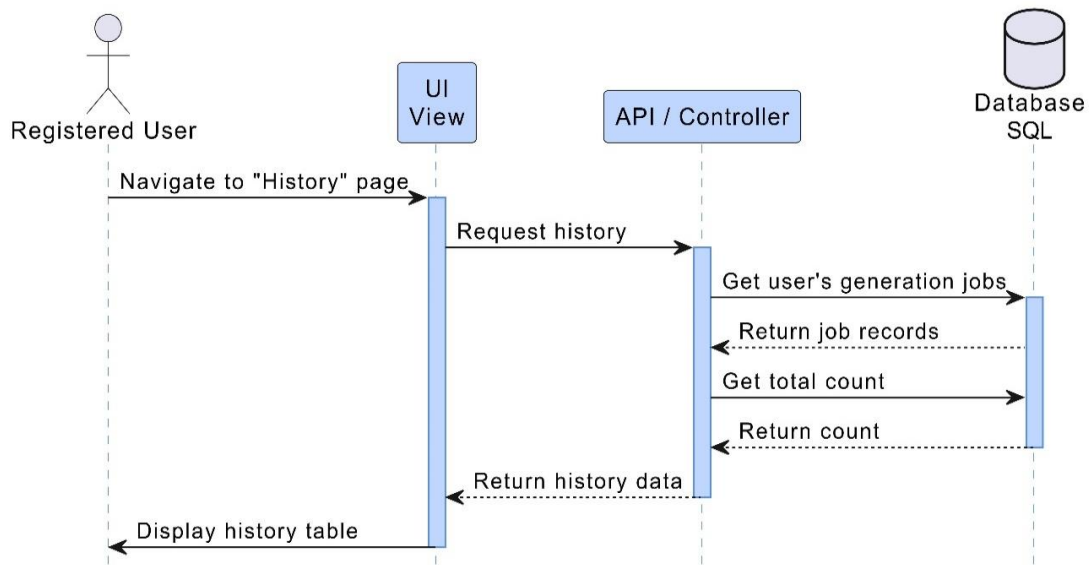 Registered User
UI
View
API / Controller
Database
SQL
Navigate to "History" page
Request history
Get user's generation jobs
Return job records
Get total count
Return count
Return history data
Display history table